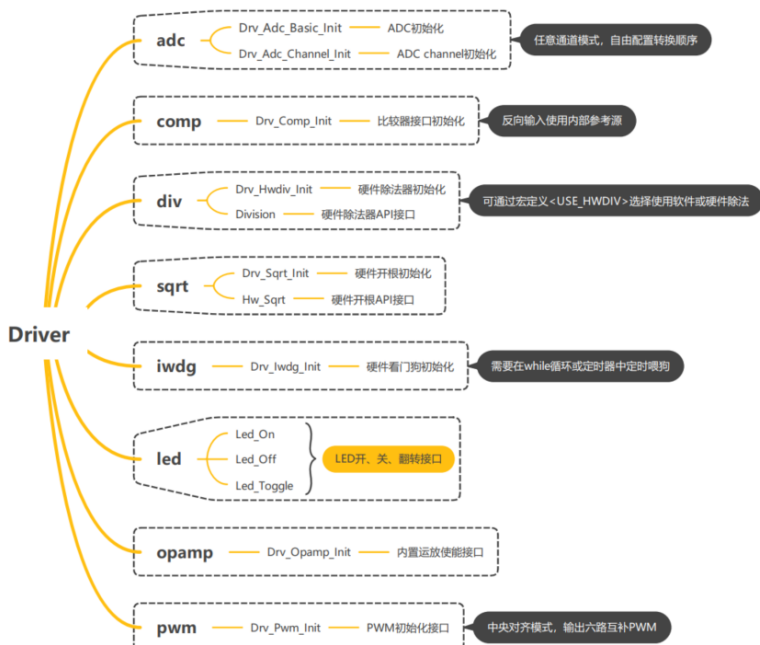 Driver
adc
Drv_Adc_Basic_Init
ADC初始化
Drv_Adc_Channel_Init
ADC channel初始化
任意通道模式，自由配置转换顺序
comp
Drv_Comp_Init
比较器接口初始化
反向输入使用内部参考源
div
Drv_Hwdiv_Init
硬件除法器初始化
Division
硬件除法器API接口
可通过宏定义<USE_HWDIV>选择使用软件或硬件除法
sqrt
Drv_Sqrt_Init
硬件开根初始化
Hw_Sqrt
硬件开根API接口
iwdg
Drv_Iwdg_Init
硬件看门狗初始化
需要在while循环或定时器中定时喂狗
led
Led_On
Led_Off
Led_Toggle
LED开、关、翻转接口
opamp
Drv_Opamp_Init
内置运放使能接口
pwm
Drv_Pwm_Init
PWM初始化接口
中央对齐模式，输出六路互补PWM